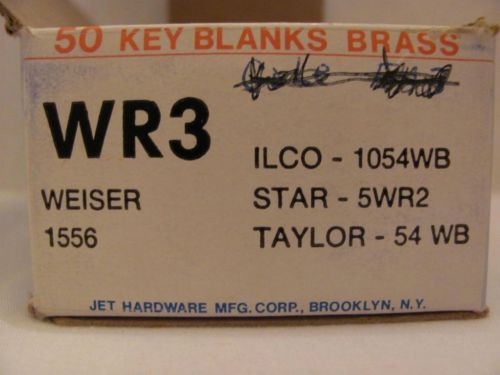 50 KEY BLANKS BRASS
WR3
ILCO - 1054WB
WEISER
STAR - 5WR2
1556
TAYLOR - 54 WB
JET HARDWARE MFG. CORP., BROOKLYN, N.Y.